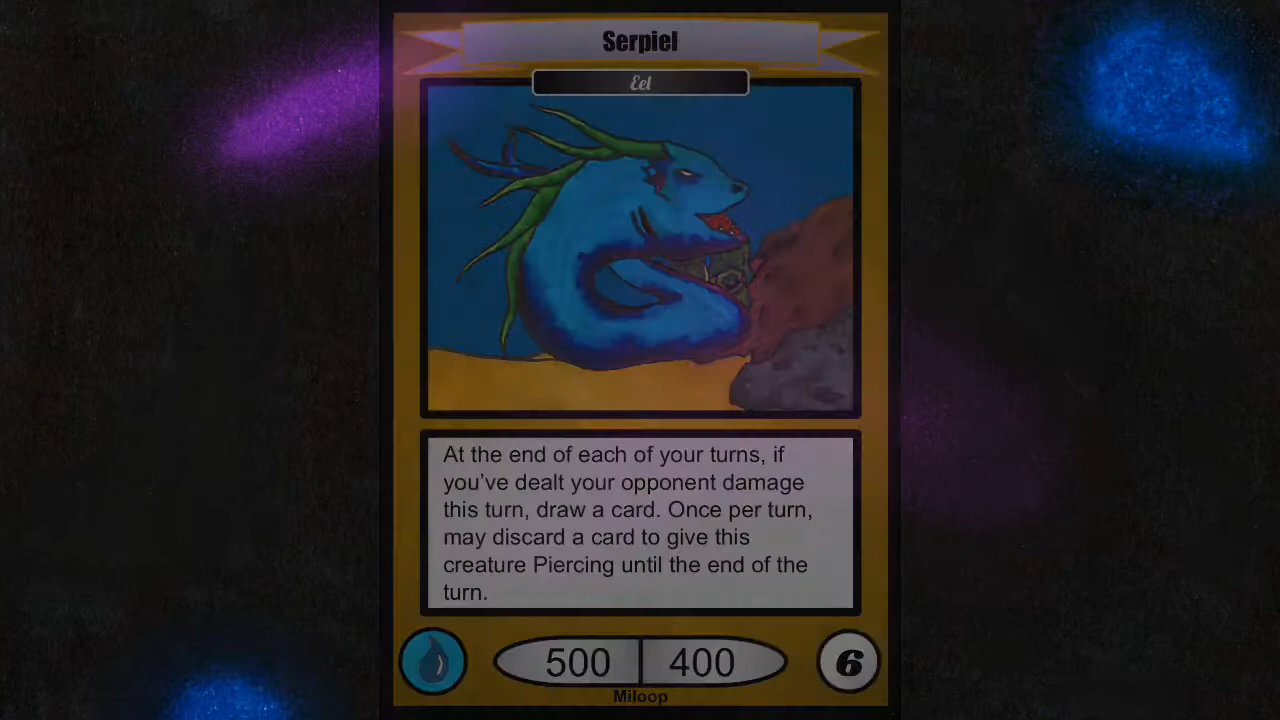 Serpiel
Eel
At the end of each of your turns, if
you've dealt your opponent damage
this turn, draw a card. Once per turn,
may discard a card to give this
creature Piercing until the end of the
turn.
500 400 6
Miloop